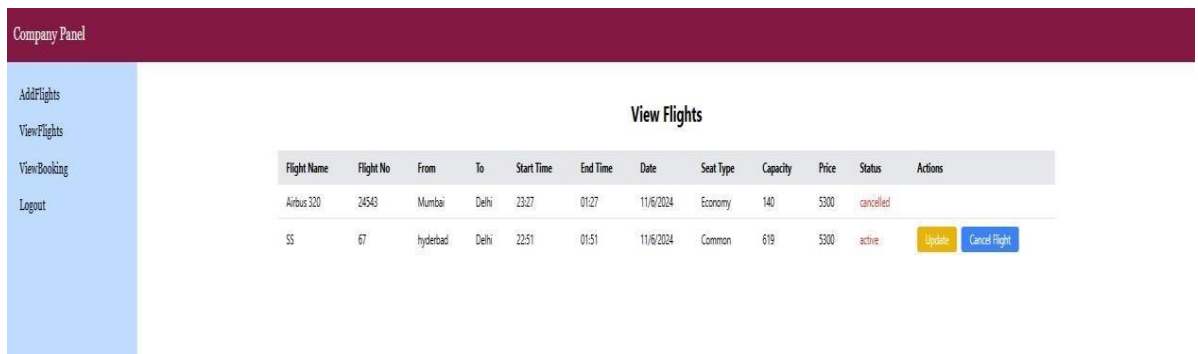 Company Panel
AddFlights
ViewFlights
ViewBooking
Logout
View Flights
Flight Name Flight No From To Start Time End Time Date Seat Type Capacity Price Status Actions
Airbus 320 24543 Mumbai Delhi 23:27 01:27 11/6/2024 Economy 140 5300 cancelled
SS 67 hyderbad Delhi 22:51 01:51 11/6/2024 Common 619 5300 active Update Cancel Flight